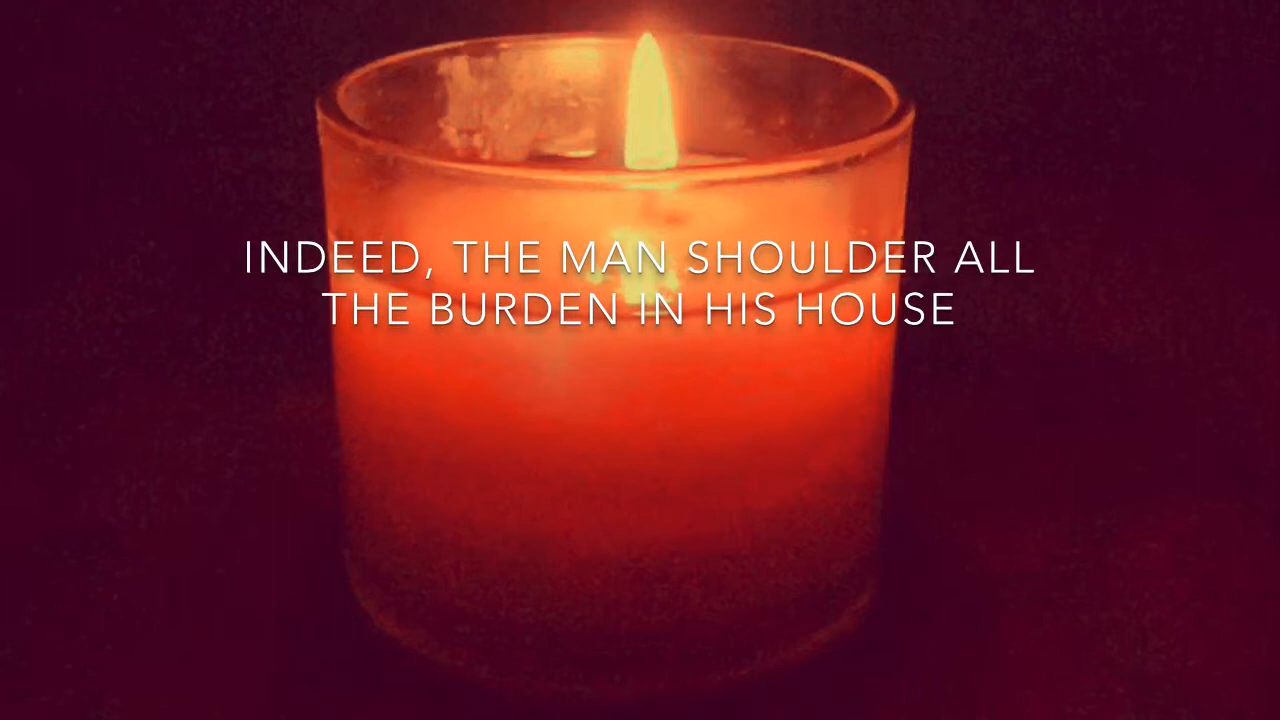 INDEED, THE MAN SHOULDER ALL
THE BURDEN IN HIS HOUSE